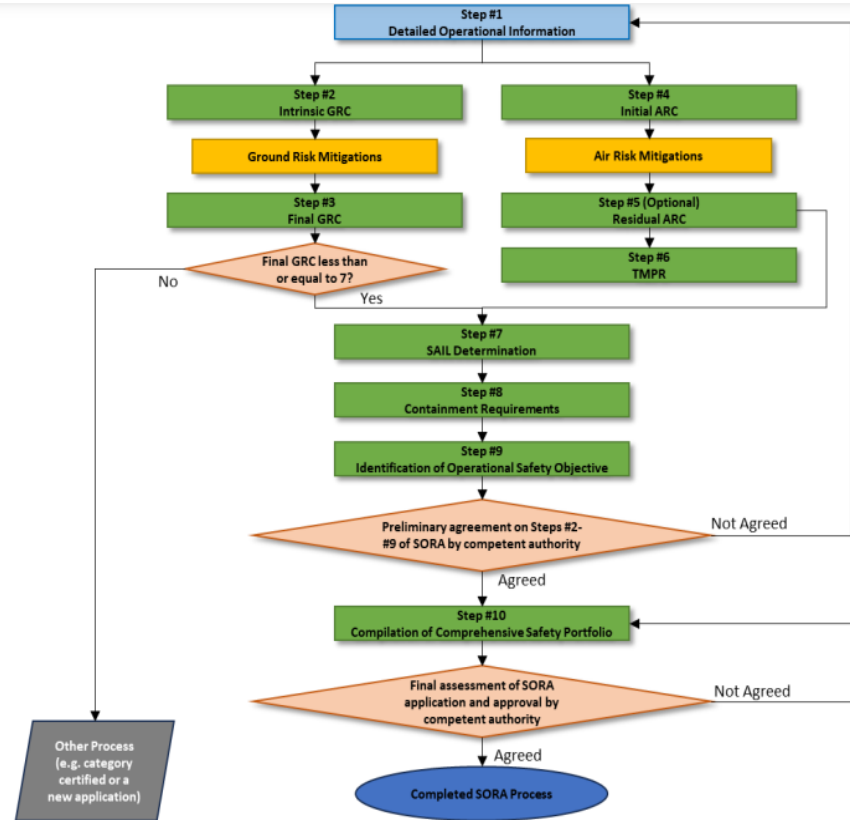 Step #1
Detailed Operational Information
Step #2
Intrinsic GRC
Step #4
Initial ARC
Ground Risk Mitigations
Air Risk Mitigations
Step #3
Final GRC
Step #5 (Optional)
Residual ARC
Final GRC less than
or equal to 7?
Step #6
TMPR
No
Yes
Step #7
SAIL Determination
Step #8
Containment Requirements
Step #9
Identification of Operational Safety Objective
Preliminary agreement on Steps #2-
#9 of SORA by competent authority
Not Agreed
Agreed
Step #10
Compilation of Comprehensive Safety Portfolio
Final assessment of SORA
application and approval by
competent authority
Not Agreed
Agreed
Other Process
(e.g. category
certified or a
new application)
Completed SORA Process